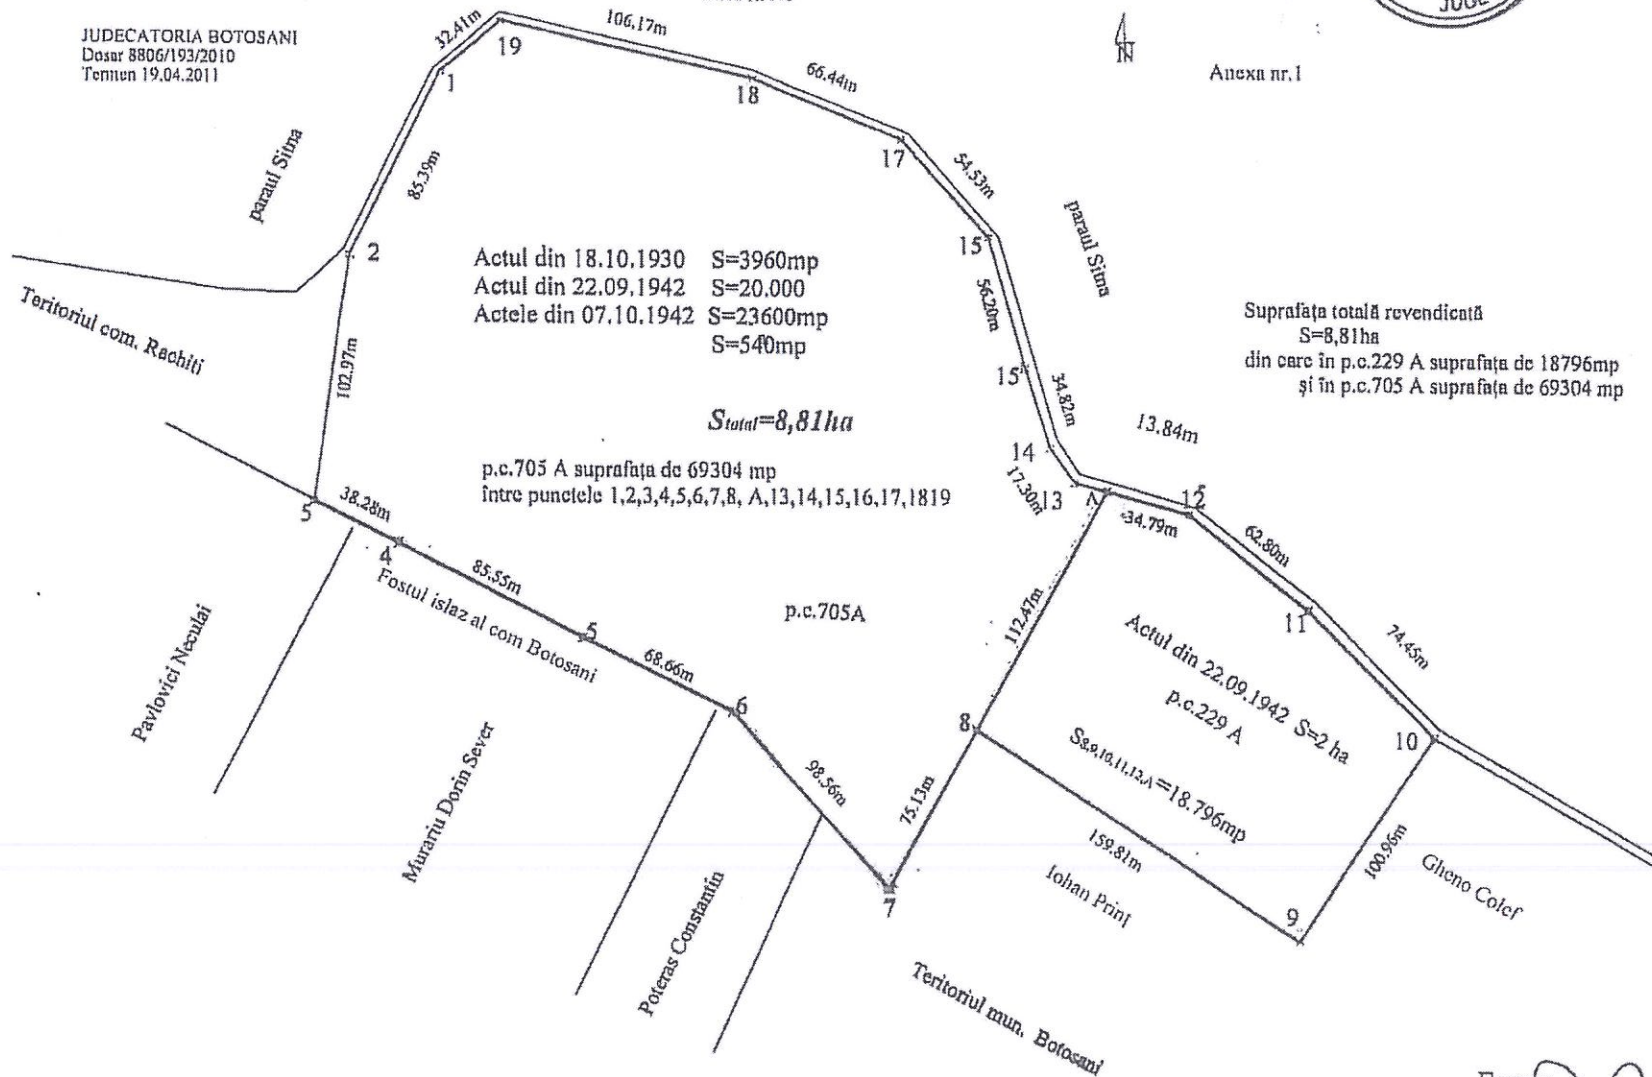 JUDECATORIA BOTOSANI
Dosar 8806/193/2010
Termen 19.04.2011
JUDE
N
Anexa nr.1
32.41m
19
106.17m
1
18
66.44m
17
54.53m
paraul Sitna
85.39m
15
paraul Sitna
2
56.20m
Teritoriul com. Rachiti
102.97m
15
34.82m
14
17.30m
13
A
13.84m
12
34.79m
62.80m
11
74.45m
10
Actul din 18.10.1930 S=3960mp
Actul din 22.09.1942 S=20.000
Actele din 07.10.1942 S=23600mp
S=540mp
Stotal=8,81ha
p.c.705 A suprafața de 69304 mp
între punctele 1,2,3,4,5,6,7,8, A,13,14,15,16,17,1819
Suprafața totală revendicată
S=8,81ha
din care în p.c.229 A suprafața de 18796mp
și în p.c.705 A suprafața de 69304 mp
5
38.28m
4
85.55m
Fostul islaz al com Botosani
5
68.66m
6
p.c.705A
112.47m
8
Actul din 22.09.1942 S=2 ha
p.c.229 A
S8,9,10,11,12,A=18.796mp
98.56m
75.13m
7
159.81m
Iohan Prinț
100.96m
9
Gheno Colef
Pavlovici Neculai
Murariu Dorin Sever
Poteras Constantin
Teritoriul mun. Botosani